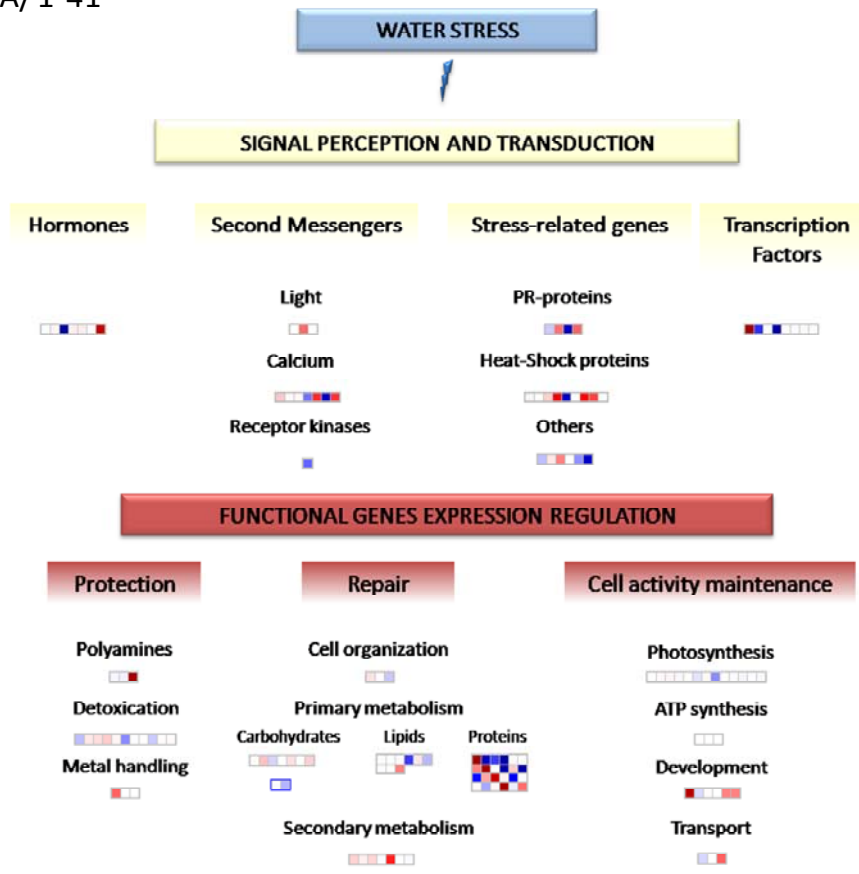 A/ 1-41
WATER STRESS
SIGNAL PERCEPTION AND TRANSDUCTION
Hormones
Second Messengers
Stress-related genes
Transcription
Factors
Light
PR-proteins
Calcium
Heat-Shock proteins
Receptor kinases
Others
FUNCTIONAL GENES EXPRESSION REGULATION
Protection
Repair
Cell activity maintenance
Polyamines
Cell organization
Photosynthesis
Detoxication
Primary metabolism
ATP synthesis
Carbohydrates
Lipids
Proteins
Metal handling
Development
Secondary metabolism
Transport